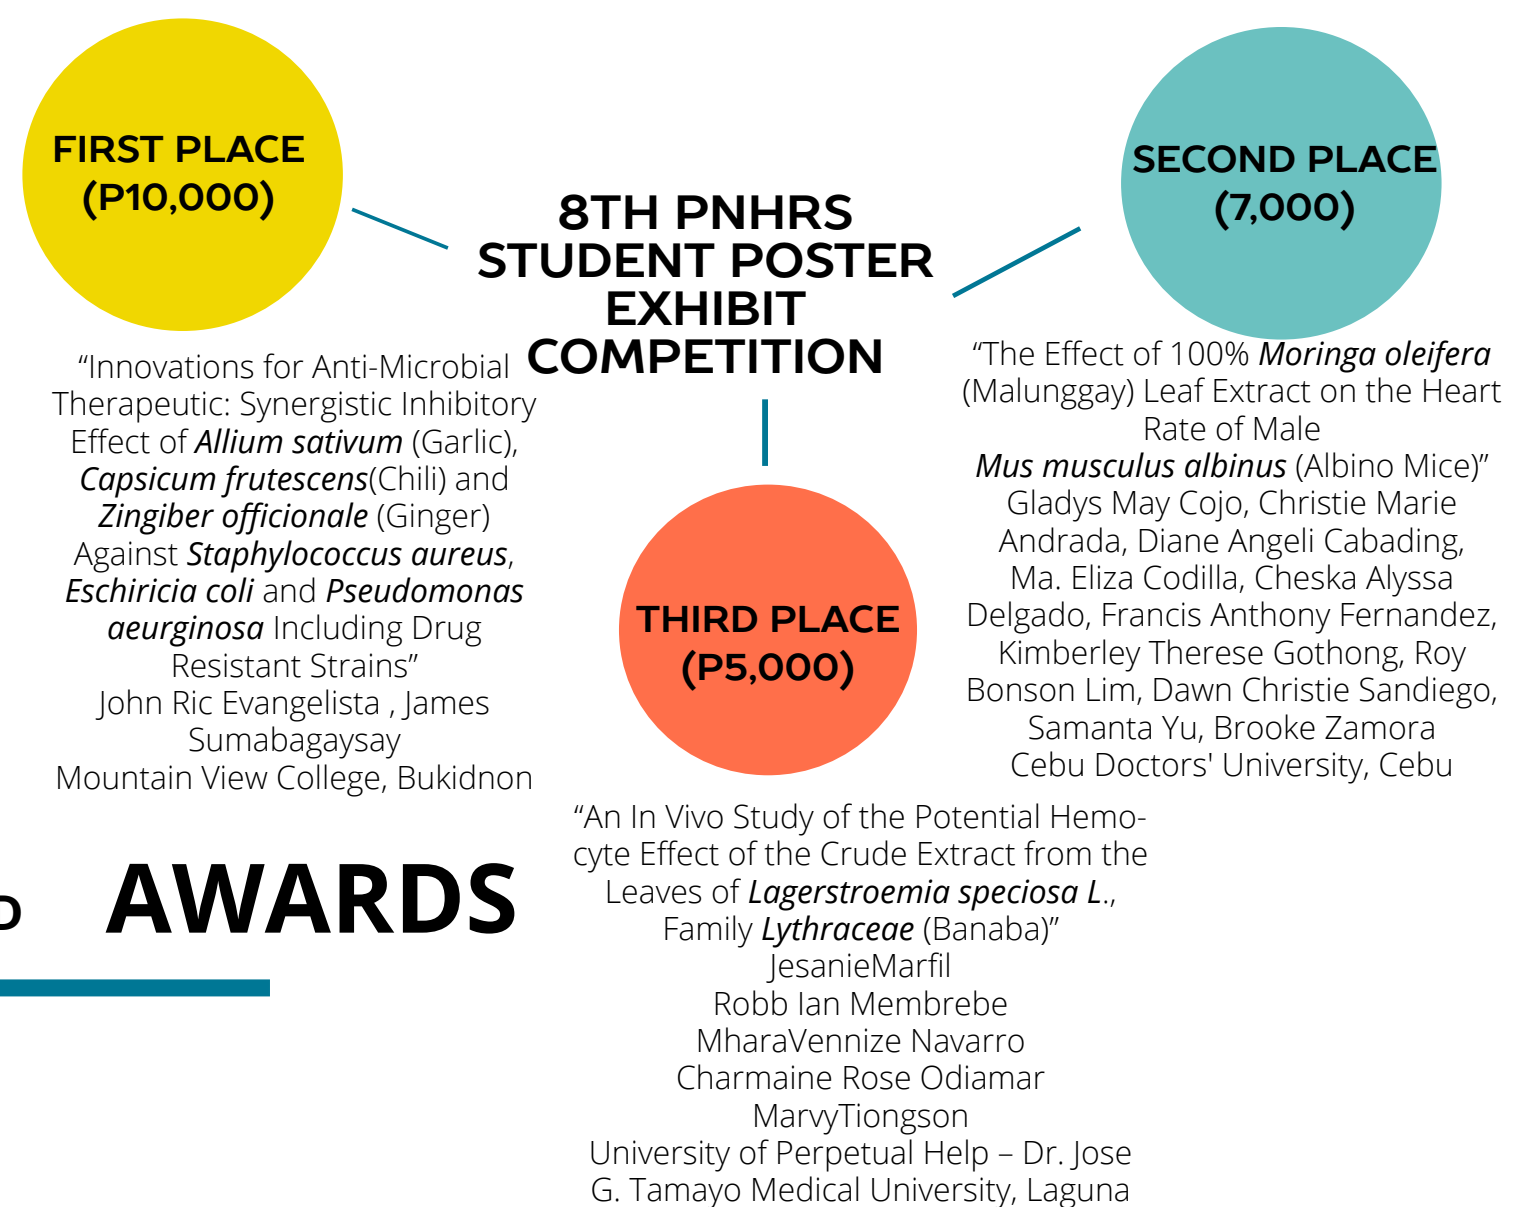 FIRST PLACE
(P10,000)
8TH PNHRS
STUDENT POSTER
EXHIBIT
COMPETITION
SECOND PLACE
(7,000)
“Innovations for Anti-Microbial
Therapeutic: Synergistic Inhibitory
Effect of Allium sativum (Garlic),
Capsicum frutescens(Chili) and
Zingiber officionale (Ginger)
Against Staphylococcus aureus,
Eschiricia coli and Pseudomonas
aeurginosa Including Drug
Resistant Strains”
John Ric Evangelista , James
Sumabagaysay
Mountain View College, Bukidnon
“The Effect of 100% Moringa oleifera
(Malunggay) Leaf Extract on the Heart
Rate of Male
Mus musculus albinus (Albino Mice)”
Gladys May Cojo, Christie Marie
Andrada, Diane Angeli Cabading,
Ma. Eliza Codilla, Cheska Alyssa
Delgado, Francis Anthony Fernandez,
Kimberley Therese Gothong, Roy
Bonson Lim, Dawn Christie Sandiego,
Samanta Yu, Brooke Zamora
Cebu Doctors' University, Cebu
THIRD PLACE
(P5,000)
“An In Vivo Study of the Potential Hemo-
cyte Effect of the Crude Extract from the
Leaves of Lagerstroemia speciosa L.,
Family Lythraceae (Banaba)”
JesanieMarfil
Robb Ian Membrebe
MharaVennize Navarro
Charmaine Rose Odiamar
MarvyTiongson
University of Perpetual Help – Dr. Jose
G. Tamayo Medical University, Laguna
D AWARDS